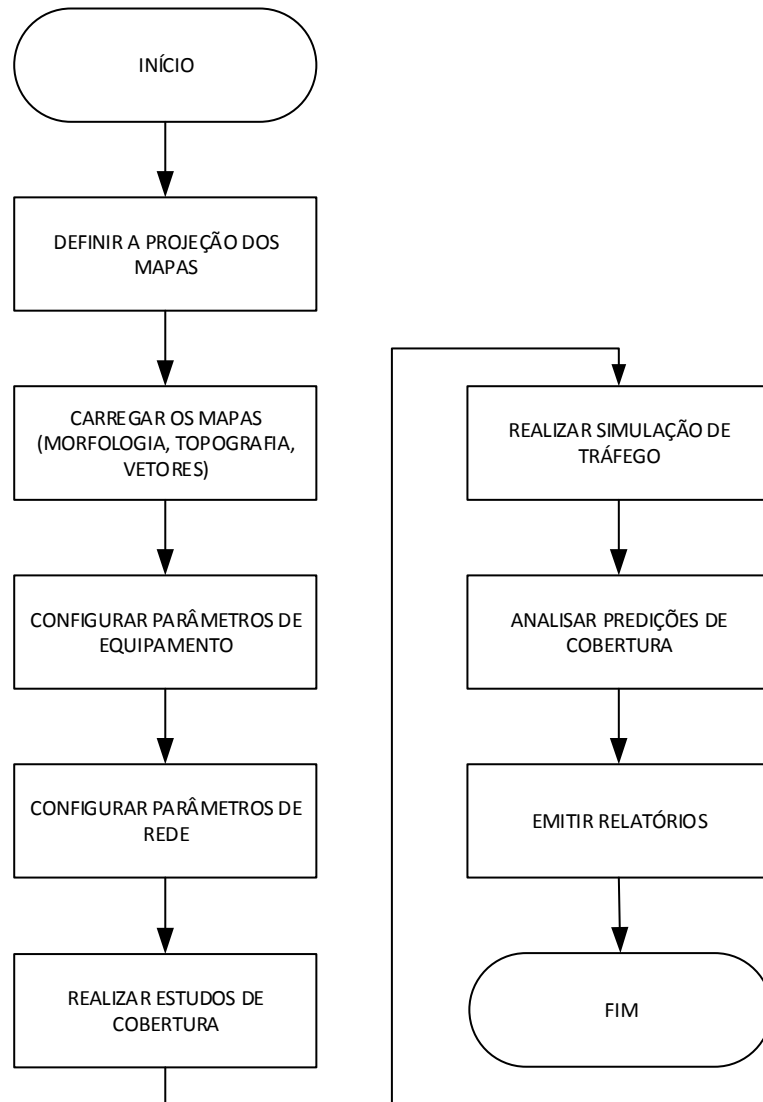 INÍCIO
DEFINIR A PROJEÇÃO DOS
MAPAS
CARREGAR OS MAPAS
(MORFOLOGIA, TOPOGRAFIA,
VETORES)
CONFIGURAR PARÂMETROS DE
EQUIPAMENTO
CONFIGURAR PARÂMETROS DE
REDE
REALIZAR ESTUDOS DE
COBERTURA
REALIZAR SIMULAÇÃO DE
TRÁFEGO
ANALISAR PREDIÇÕES DE
COBERTURA
EMITIR RELATÓRIOS
FIM